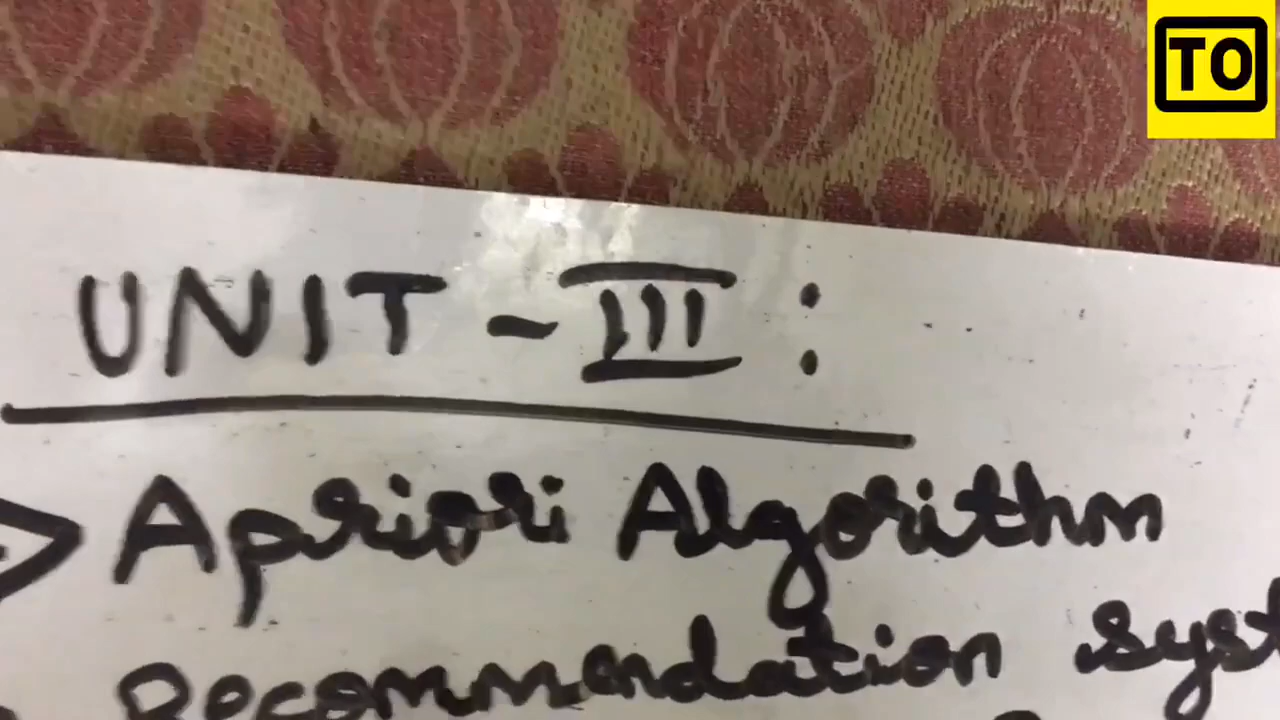 TO
UNIT - III :
> Apriori Algorithm
Recommendation Syst